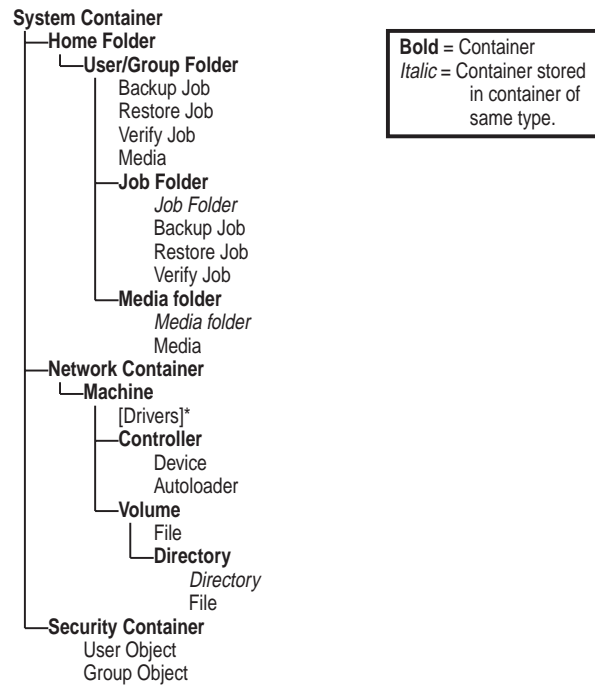 System Container
Home Folder
User/Group Folder
Backup Job
Restore Job
Verify Job
Media
Job Folder
Job Folder
Backup Job
Restore Job
Verify Job
Media folder
Media folder
Media
Network Container
Machine
[Drivers]*
Controller
Device
Autoloader
Volume
File
Directory
Directory
File
Security Container
User Object
Group Object
Bold = Container
Italic = Container stored
in container of
same type.